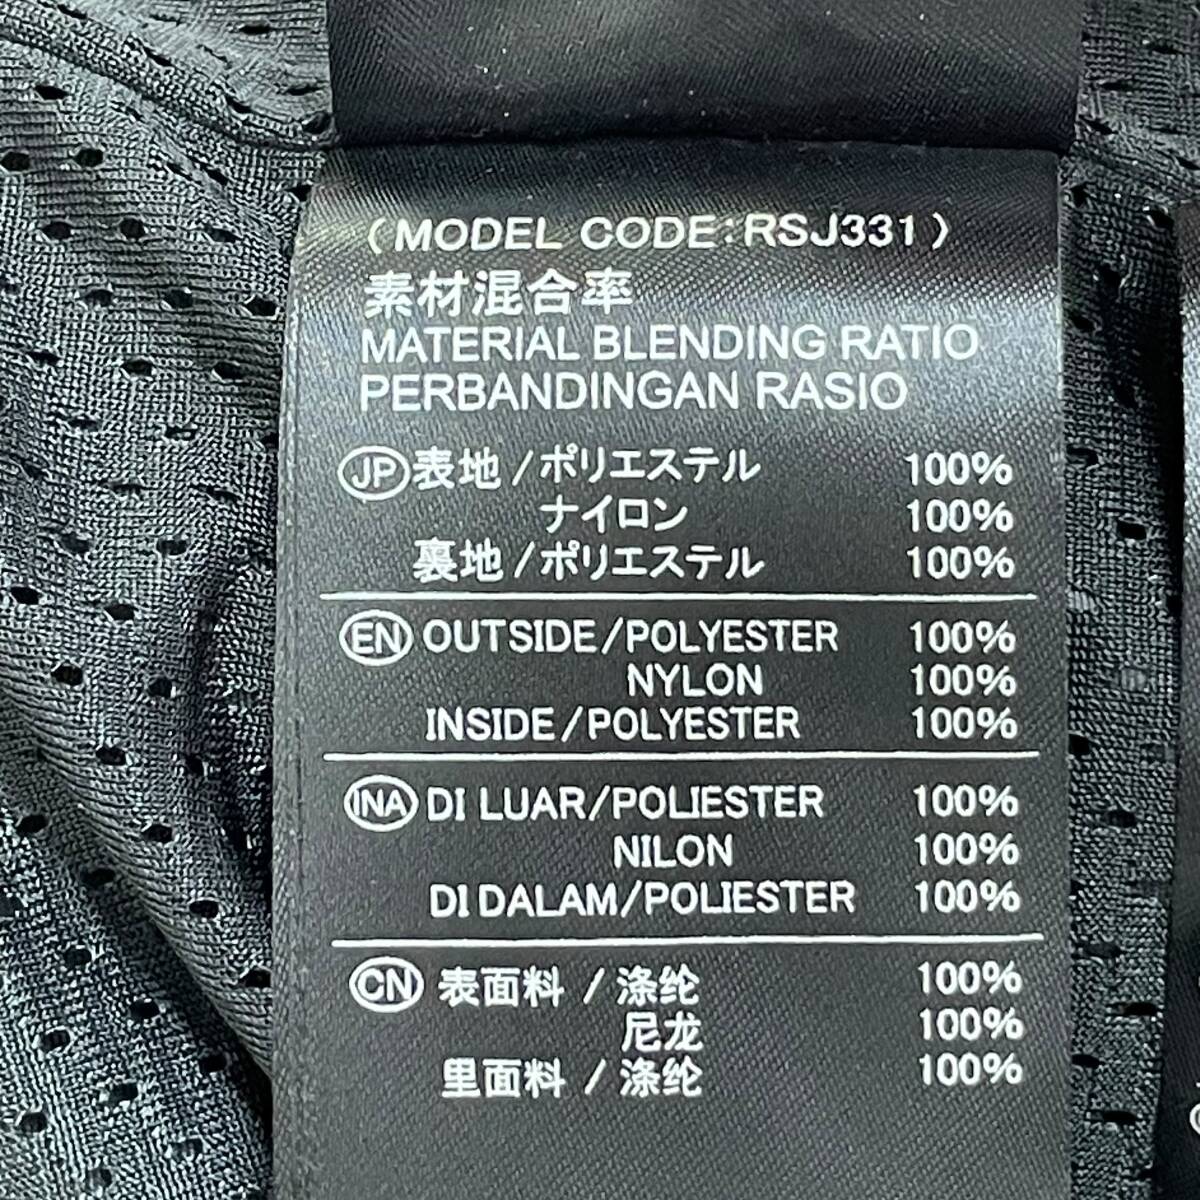 (MODEL CODE:RSJ331)
素材混合率
MATERIAL BLENDING RATIO
PERBANDINGAN RASIO
JP 表地/ポリエステル 100%
ナイロン 100%
裏地/ポリエステル 100%
EN OUTSIDE/POLYESTER 100%
NYLON 100%
INSIDE/POLYESTER 100%
INA DI LUAR/POLIESTER 100%
NILON 100%
DI DALAM/POLIESTER 100%
CN 表面料 / 涤纶 100%
尼龙 100%
里面料 / 涤纶 100%